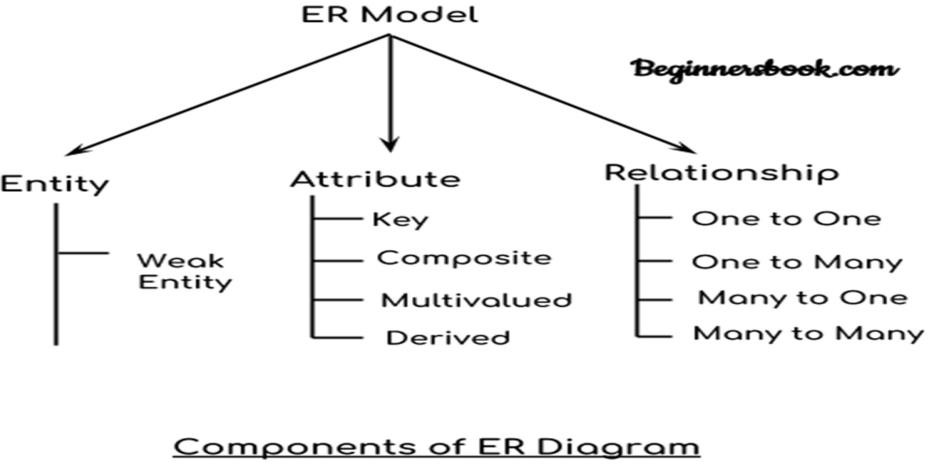 ER Model
Beginnersbook.com
Entity
Weak
Entity
Attribute
Key
Composite
Multivalued
Derived
Relationship
One to One
One to Many
Many to One
Many to Many
Components of ER Diagram